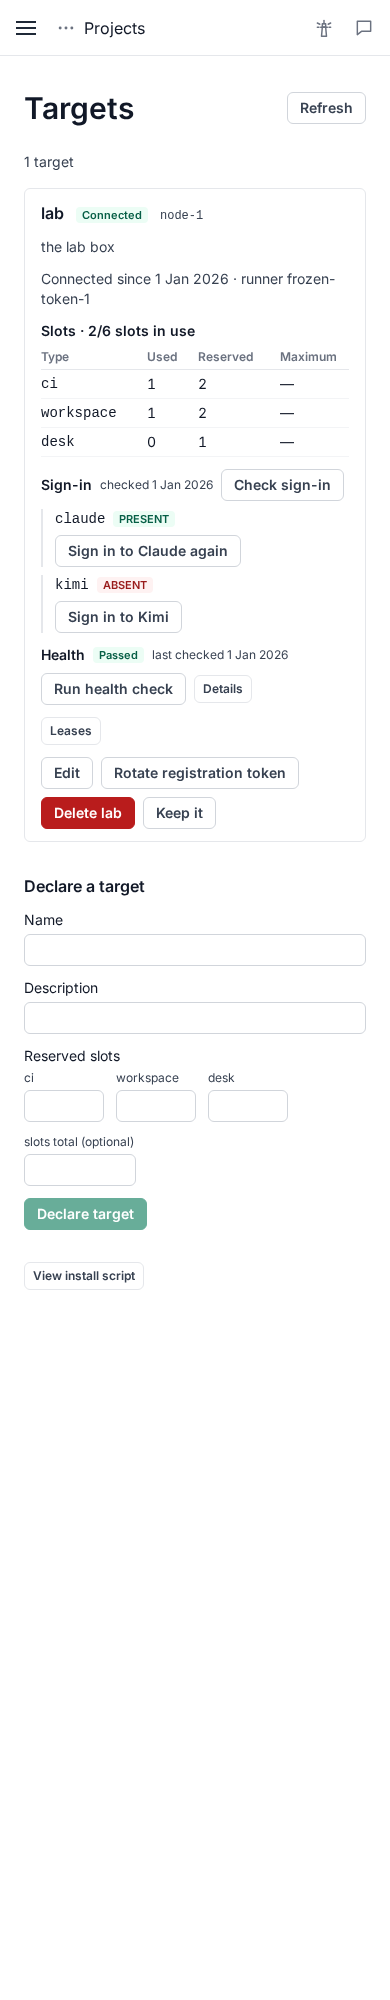 Projects
Targets
Refresh
1 target
lab Connected node-1
the lab box
Connected since 1 Jan 2026 · runner frozen-
token-1
Slots · 2/6 slots in use
Type Used Reserved Maximum
ci 1 2 —
workspace 1 2 —
desk 0 1 —
Sign-in checked 1 Jan 2026 Check sign-in
claude PRESENT
Sign in to Claude again
kimi ABSENT
Sign in to Kimi
Health Passed last checked 1 Jan 2026
Run health check Details
Leases
Edit Rotate registration token
Delete lab Keep it
Declare a target
Name
Description
Reserved slots
ci workspace desk
slots total (optional)
Declare target
View install script